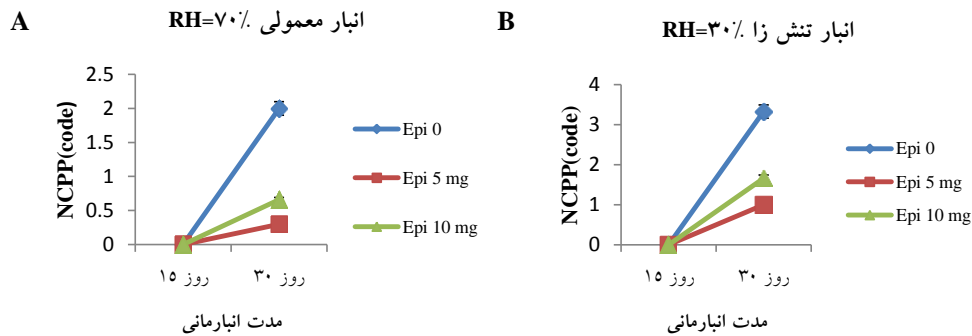 A
انبار معمولی RH=۷۰٪
NCPP(code)
2.5
2
1.5
1
0.5
0
روز ۱۵
روز ۳۰
مدت انبارمانی
Epi 0
Epi 5 mg
Epi 10 mg
B
انبار تنش زا RH=۳۰٪
NCPP(code)
4
3
2
1
0
روز ۱۵
روز ۳۰
مدت انبارمانی
Epi 0
Epi 5 mg
Epi 10 mg